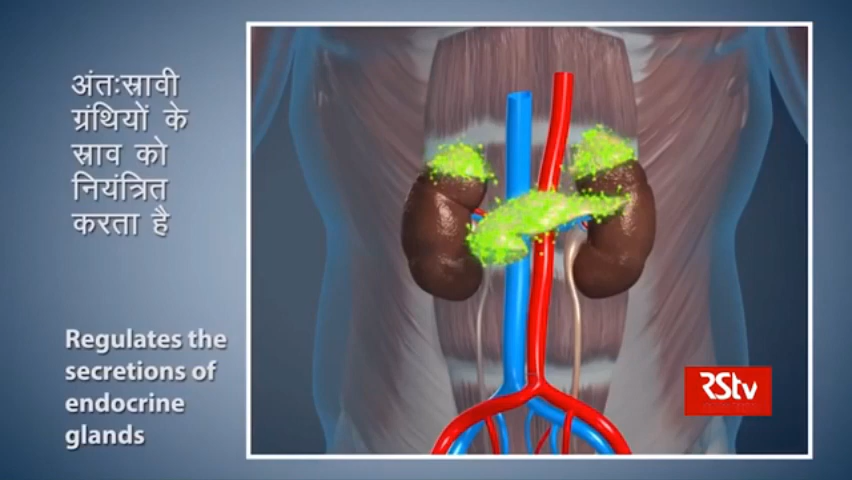 अंतःस्रावी
ग्रंथियों के
स्राव को
नियंत्रित
करता है
Regulates the
secretions of
endocrine
glands
RStv